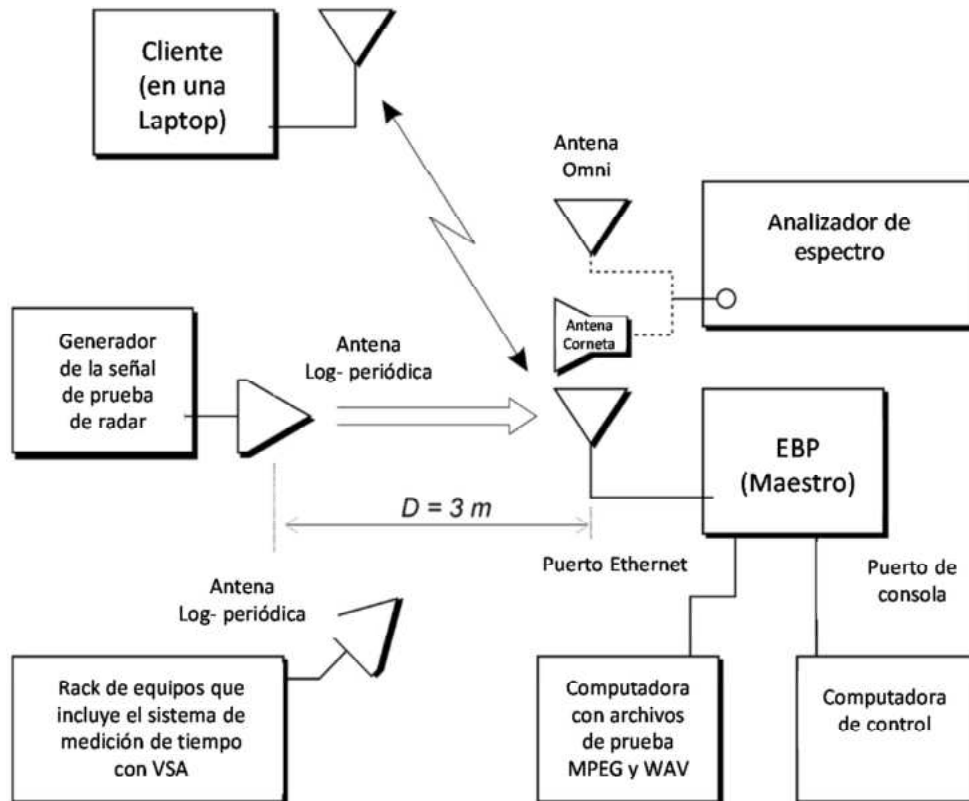 Cliente
(en una
Laptop)
Antena
Omni
Analizador de
espectro
Antena
Corneta
Generador
de la señal
de prueba
de radar
Antena
Log- periódica
EBP
(Maestro)
D = 3 m
Puerto Ethernet
Puerto de
consola
Antena
Log- periódica
Rack de equipos que
incluye el sistema de
medición de tiempo
con VSA
Computadora
con archivos
de prueba
MPEG y WAV
Computadora
de control